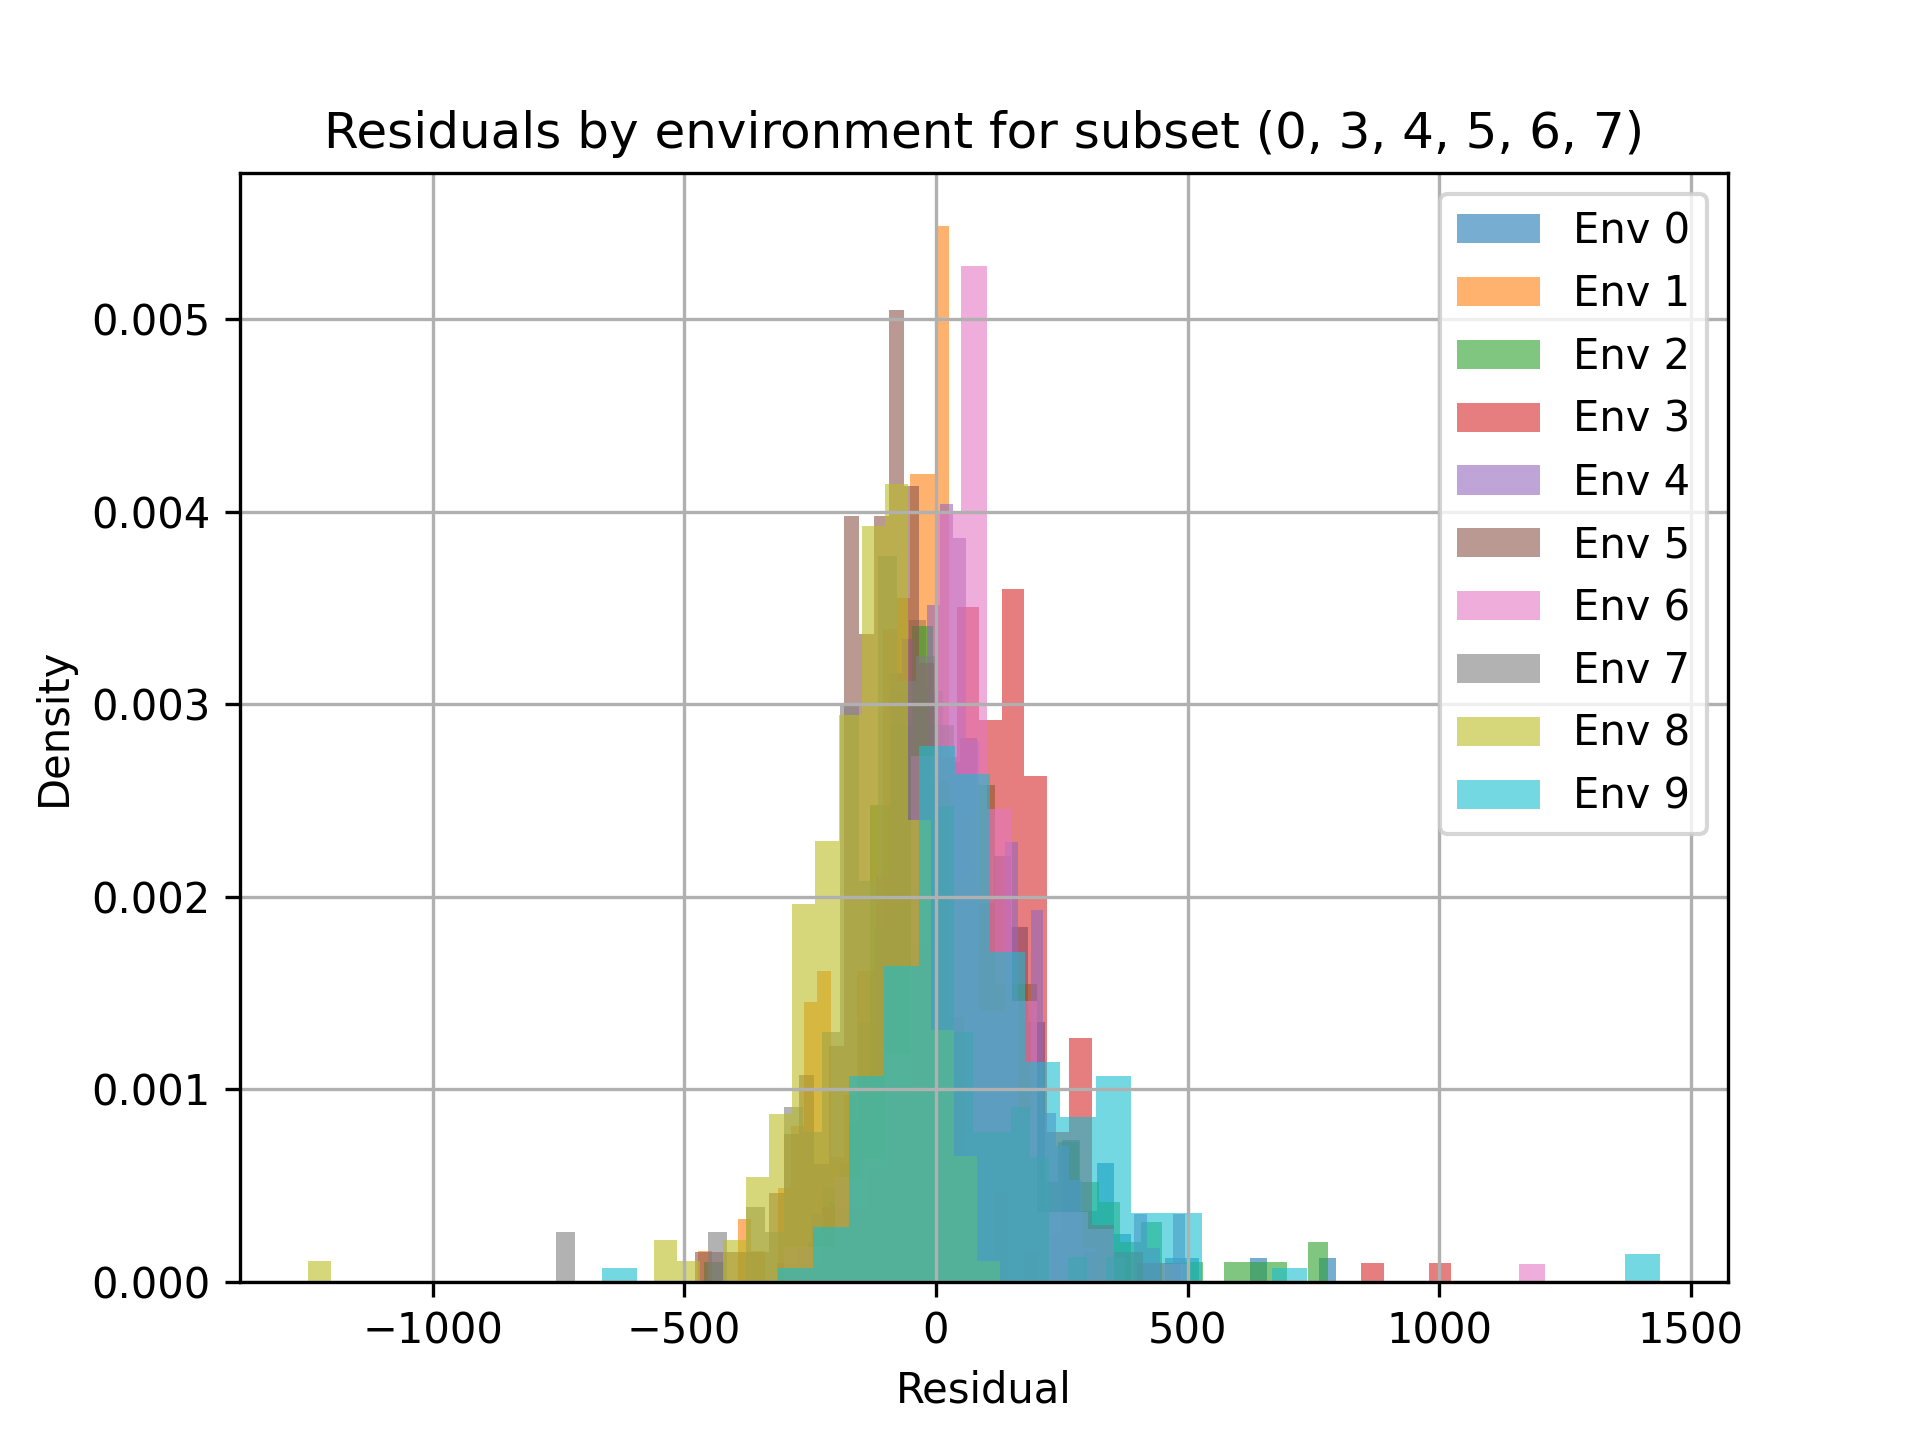 Residuals by environment for subset (0, 3, 4, 5, 6, 7)
Env 0
Env 1
Env 2
Env 3
Env 4
Env 5
Env 6
Env 7
Env 8
Env 9
Density
0.005
0.004
0.003
0.002
0.001
0.000
−1000
−500
0
500
1000
1500
Residual